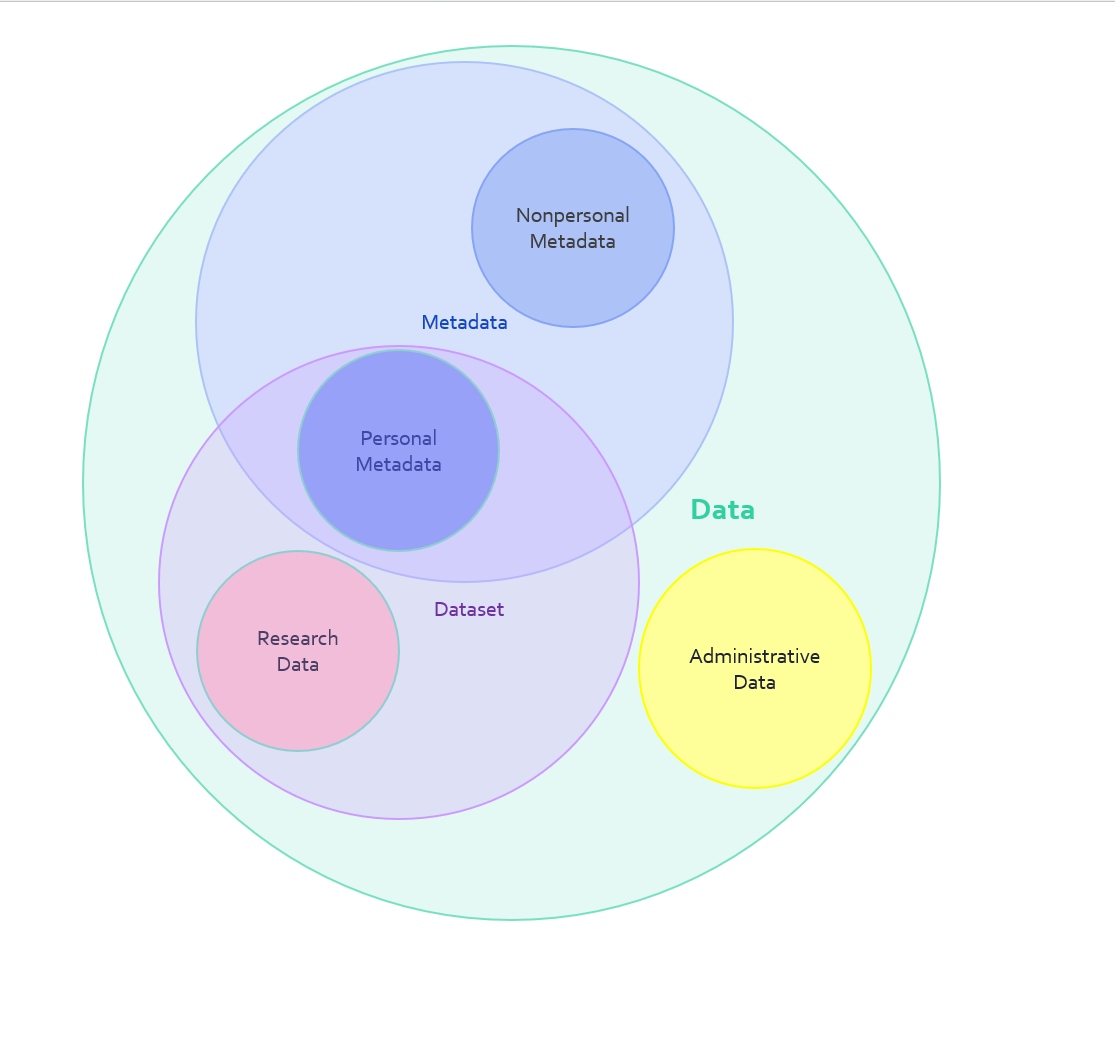 Nonpersonal
Metadata
Metadata
Personal
Metadata
Data
Dataset
Research
Data
Administrative
Data